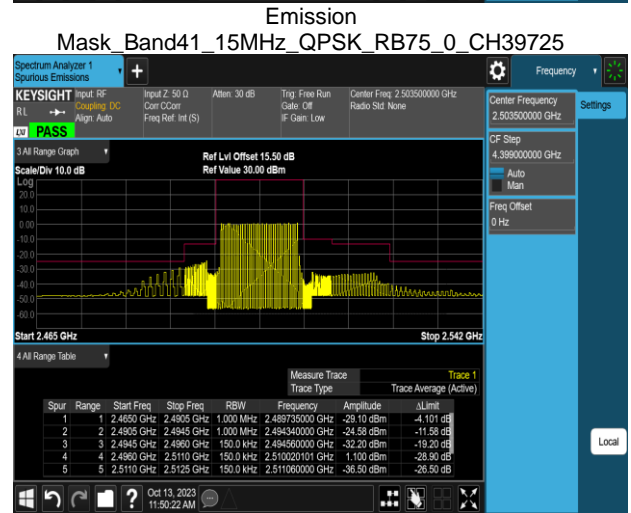 Emission
Mask_Band41_15MHz_QPSK_RB75_0_CH39725
Spectrum Analyzer 1
Spurious Emissions
+
Frequency
KEYSIGHT Input: RF Input Z: 50 Ω Atten: 30 dB Trig: Free Run Center Freq: 2.503500000 GHz
RL Coupling: DC Corr CCorr Gate: Off Radio Std: None
Align: Auto Freq Ref: Int (S) IF Gain: Low
LXI PASS
Center Frequency
2.503500000 GHz
Settings
CF Step
4.399000000 GHz
Auto
Man
Freq Offset
0 Hz
3 All Range Graph
Ref Lvl Offset 15.50 dB
Scale/Div 10.0 dB Ref Value 30.00 dBm
Log
20.0
10.0
0.00
-10.0
-20.0
-30.0
-40.0
-50.0
-60.0
Start 2.465 GHz Stop 2.542 GHz
4 All Range Table
Measure Trace Trace 1
Trace Type Trace Average (Active)
Spur Range Start Freq Stop Freq RBW Frequency Amplitude ΔLimit
1 1 2.4650 GHz 2.4905 GHz 1.000 MHz 2.489735000 GHz -29.10 dBm -4.101 dB
2 2 2.4905 GHz 2.4945 GHz 1.000 MHz 2.494340000 GHz -24.58 dBm -11.58 dB
3 3 2.4945 GHz 2.4960 GHz 150.0 kHz 2.494560000 GHz -32.20 dBm -19.20 dB
4 4 2.4960 GHz 2.5110 GHz 150.0 kHz 2.510020101 GHz 1.100 dBm -28.90 dB
5 5 2.5110 GHz 2.5125 GHz 150.0 kHz 2.511060000 GHz -36.50 dBm -26.50 dB
Local
? Oct 13, 2023
11:50:22 AM